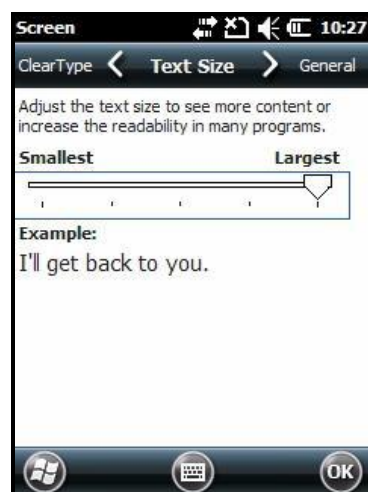 Screen 10:27
ClearType Text Size General
Adjust the text size to see more content or
increase the readability in many programs.
Smallest Largest
Example:
I'll get back to you.
OK